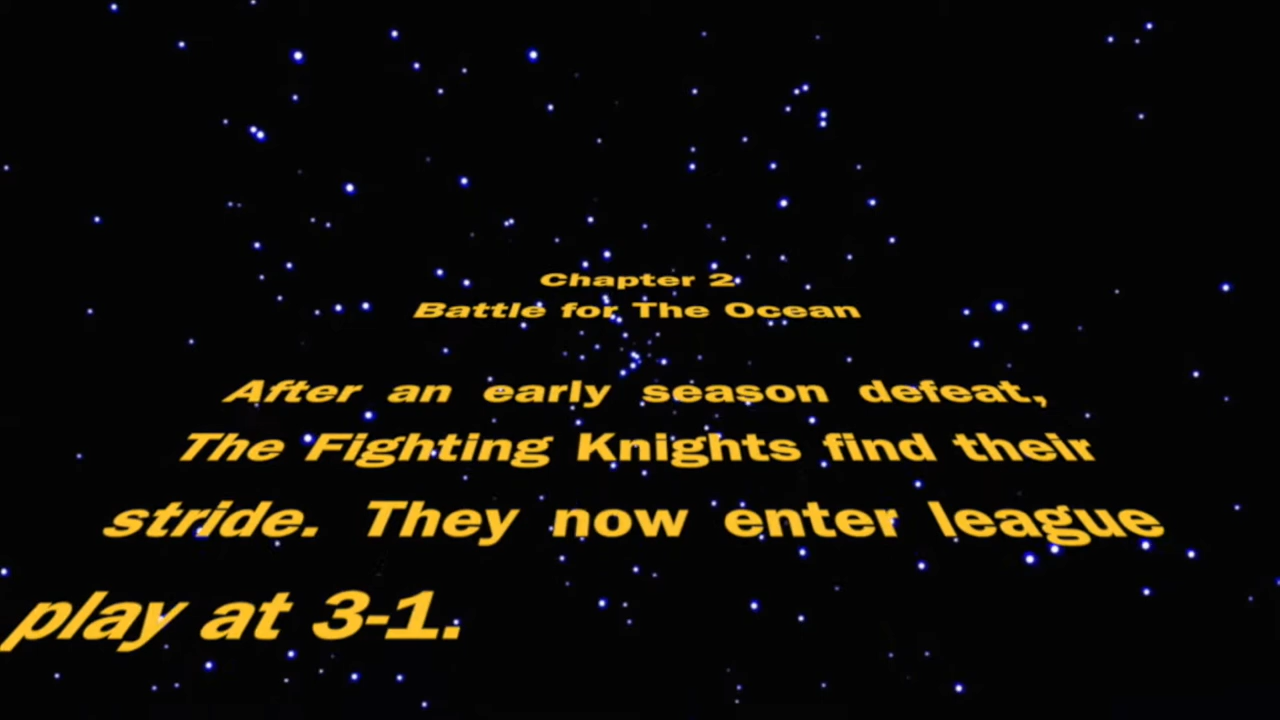 Chapter 2
Battle for The Ocean
After an early season defeat,
The Fighting Knights find their
stride. They now enter league
play at 3-1.